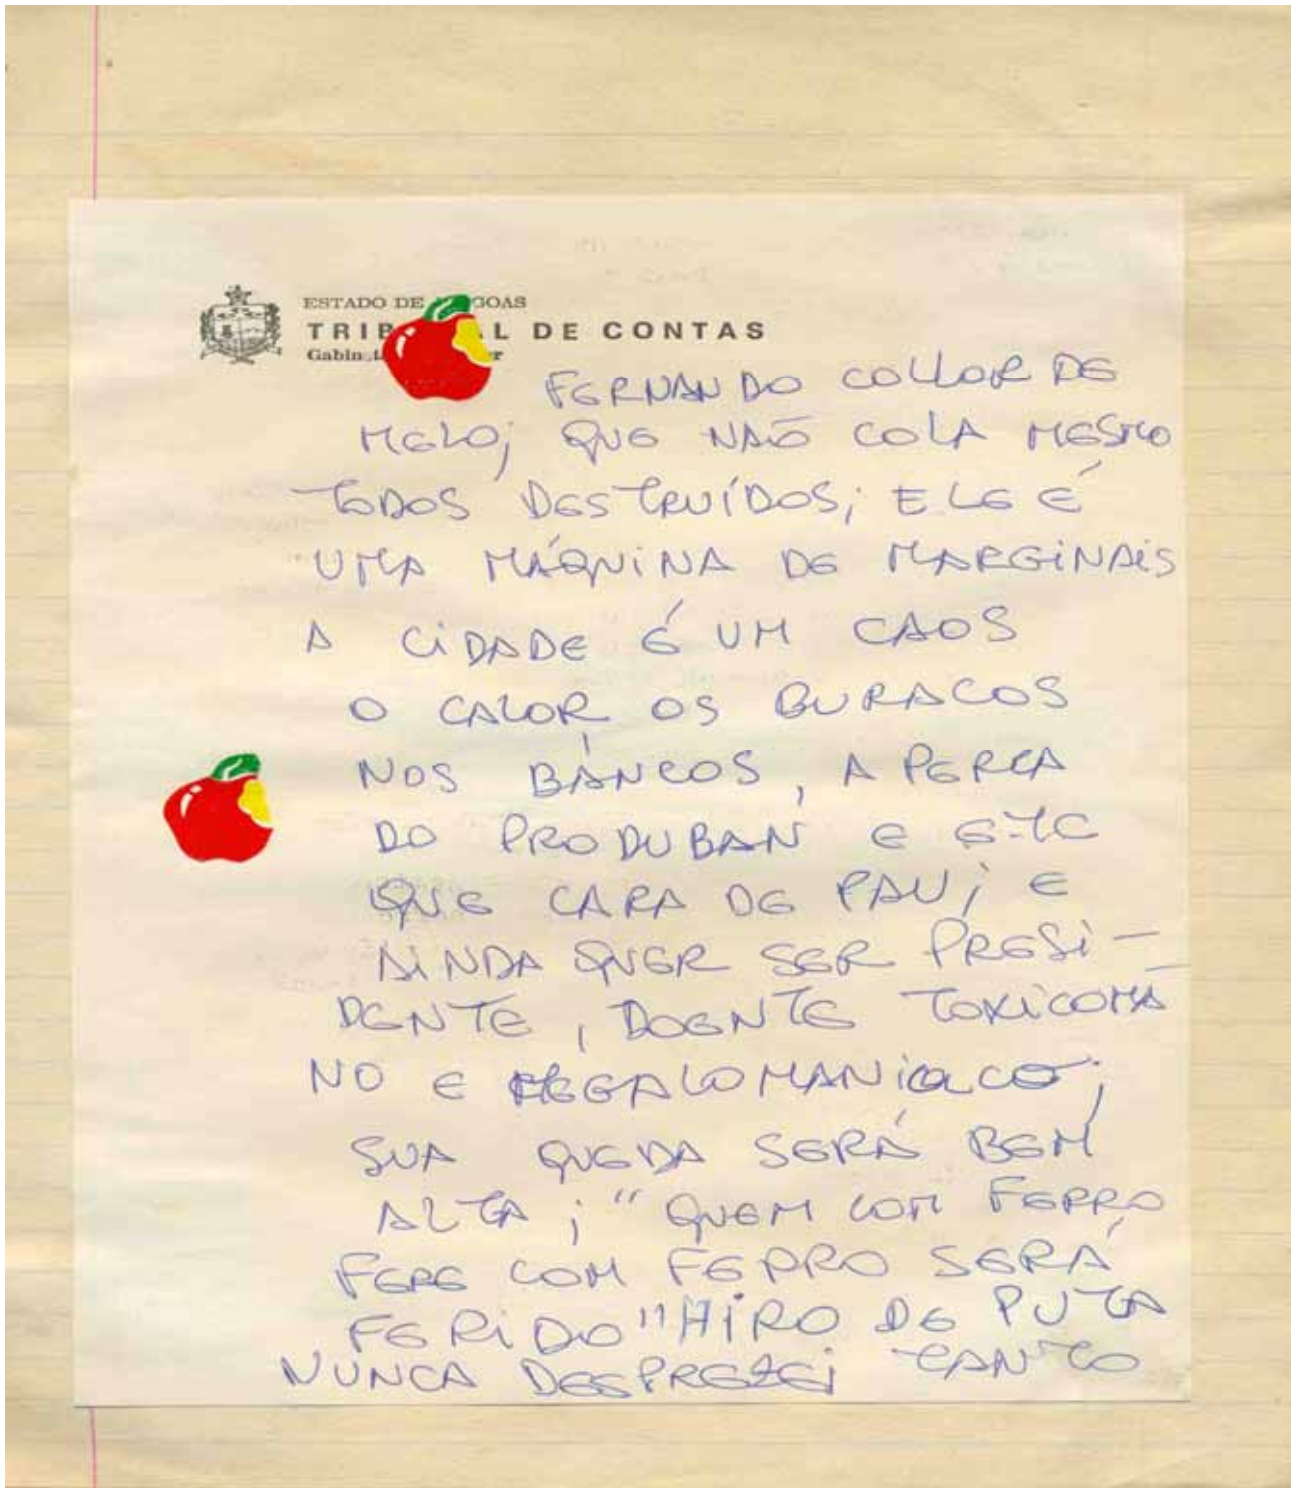 ESTADO DE GOAS
TRIB L DE CONTAS
FERNANDO COLLOR DE
MELO; QUE NÃO COLA MESMO
TODOS DESTRUÍDOS; ELE É
UMA MÁQUINA DE MARGINAIS
A CIDADE É UM CAOS
O CALOR OS BURACOS
NOS BANCOS, A PERCA
DO PRODUBAN E ETC
QUE CARA DE PAU; E
AINDA QUER SER PRESI-
DENTE, DOENTE TOXICOMA
NO E MEGALOMANIACO;
SUA QUEDA SERÁ BEM
ALTA; "QUEM COM FERRO
FERE COM FERRO SERÁ
FERIDO" HIRO DE PUTA
NUNCA DESPREZEI TANTO